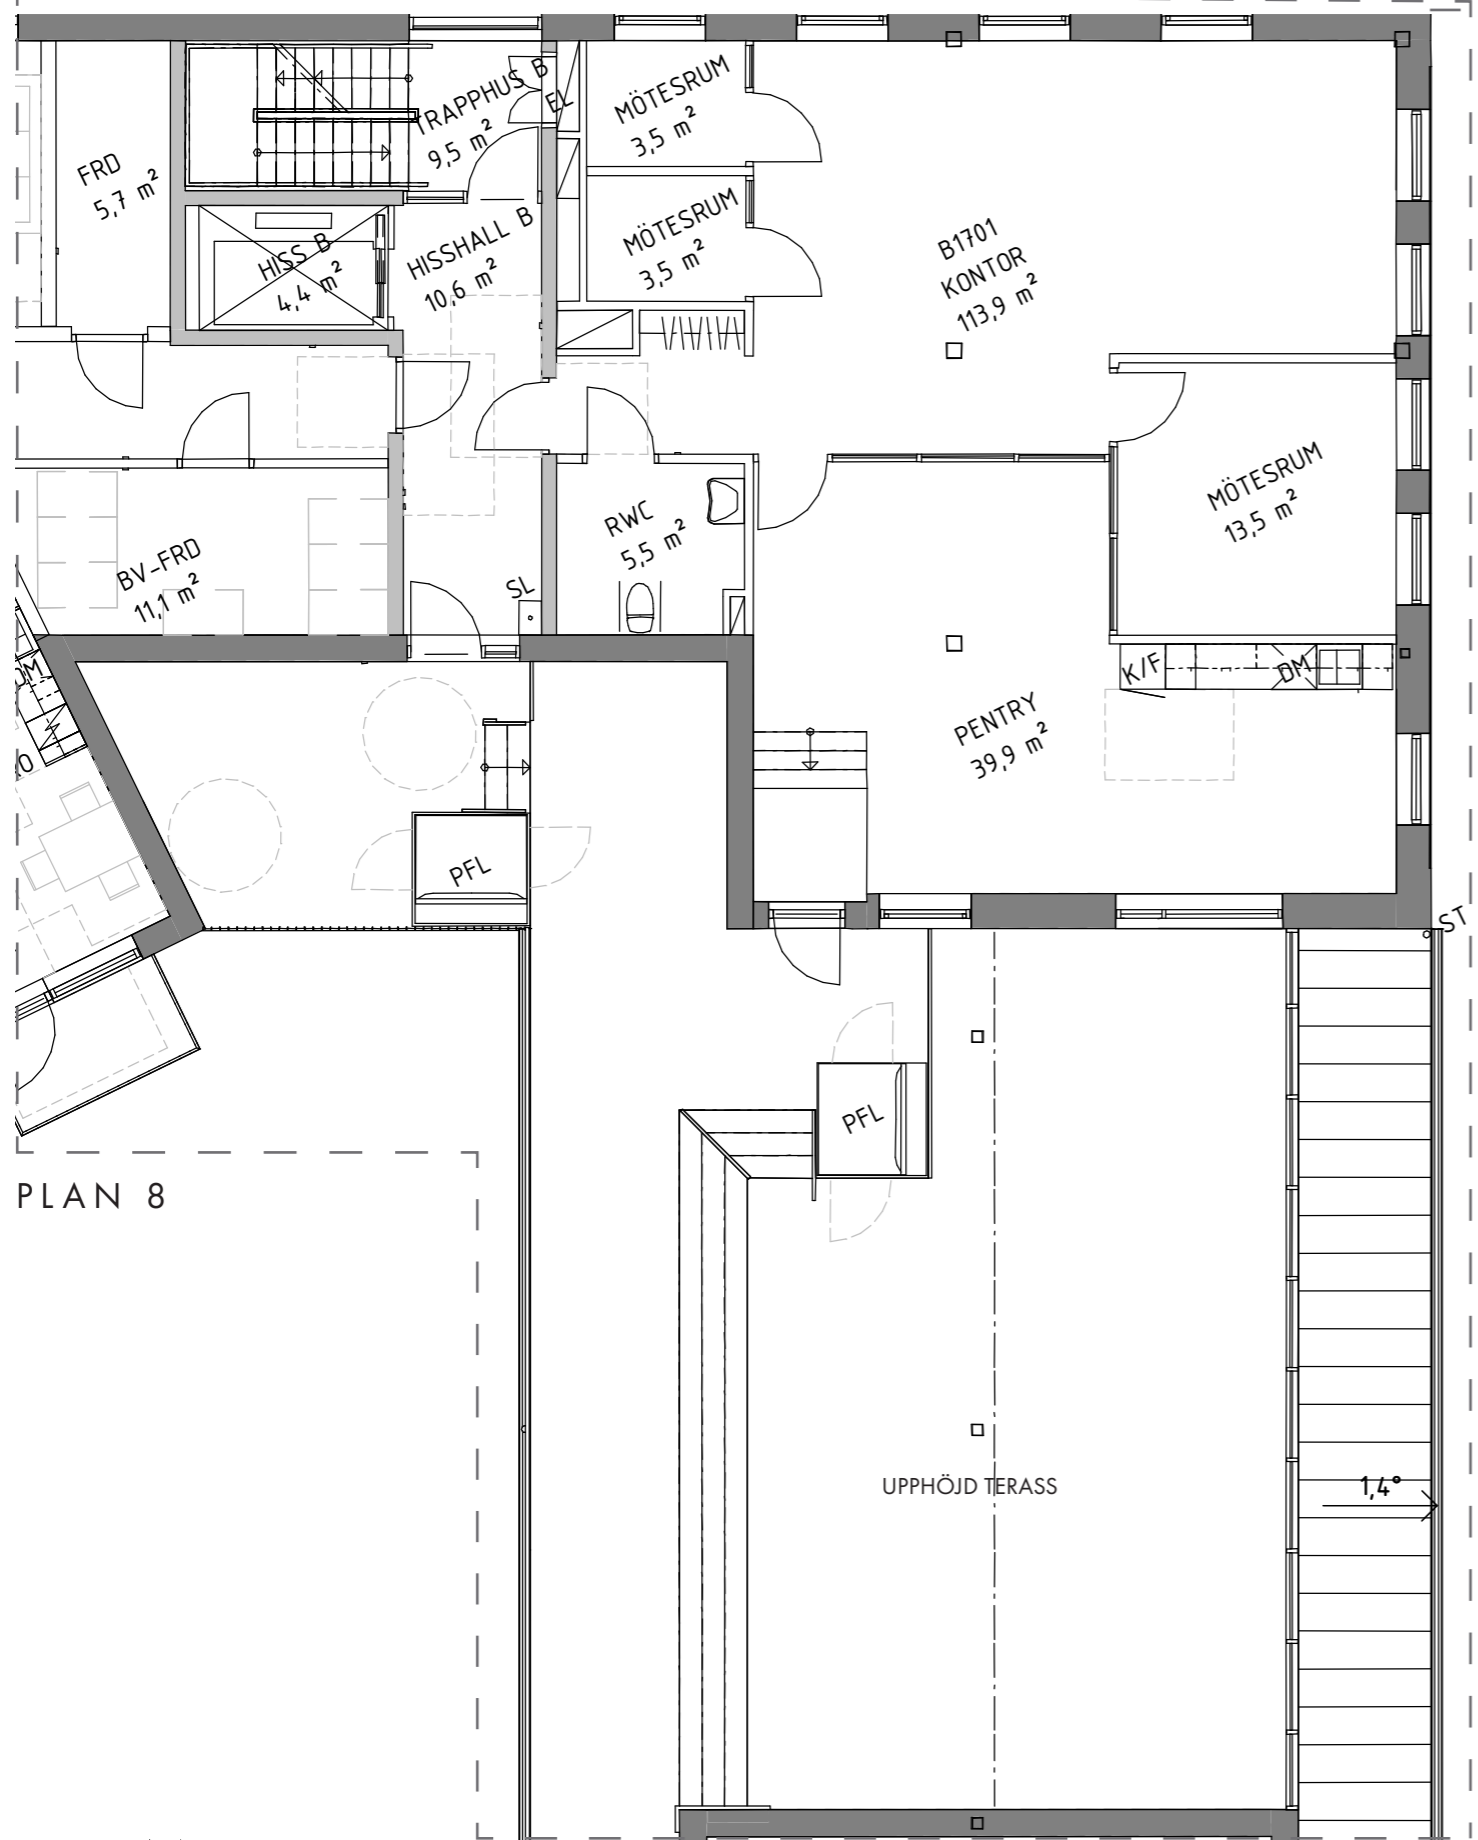 FRD
5,7 m²
TRAPPHUS B
9,5 m²
EL
MÖTESRUM
3,5 m²
MÖTESRUM
3,5 m²
HISS B
4,4 m²
HISSHALL B
10,6 m²
B1701
KONTOR
113,9 m²
MÖTESRUM
13,5 m²
RWC
5,5 m²
BV-FRD
11,1 m²
SL
DM
K/F
DM
PENTRY
39,9 m²
PFL
ST
PFL
PLAN 8
UPPHÖJD TERASS
1,4°